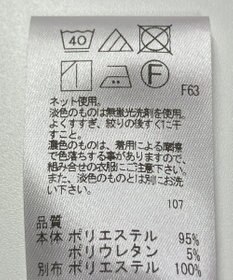 40
F
F63
ネット使用。
淡色のものは無蛍光洗剤を使用。
よくすすぎ、絞りの後すぐに干
すこと。
濃色のものは、着用による摩擦
で色落ちする事がありますので、
組み合せの衣服にご注意下さい。
また、淡色のものとは別にお洗
い下さい。
107
品質
本体 ポリエステル 95%
ポリウレタン 5%
別布 ポリエステル 100%